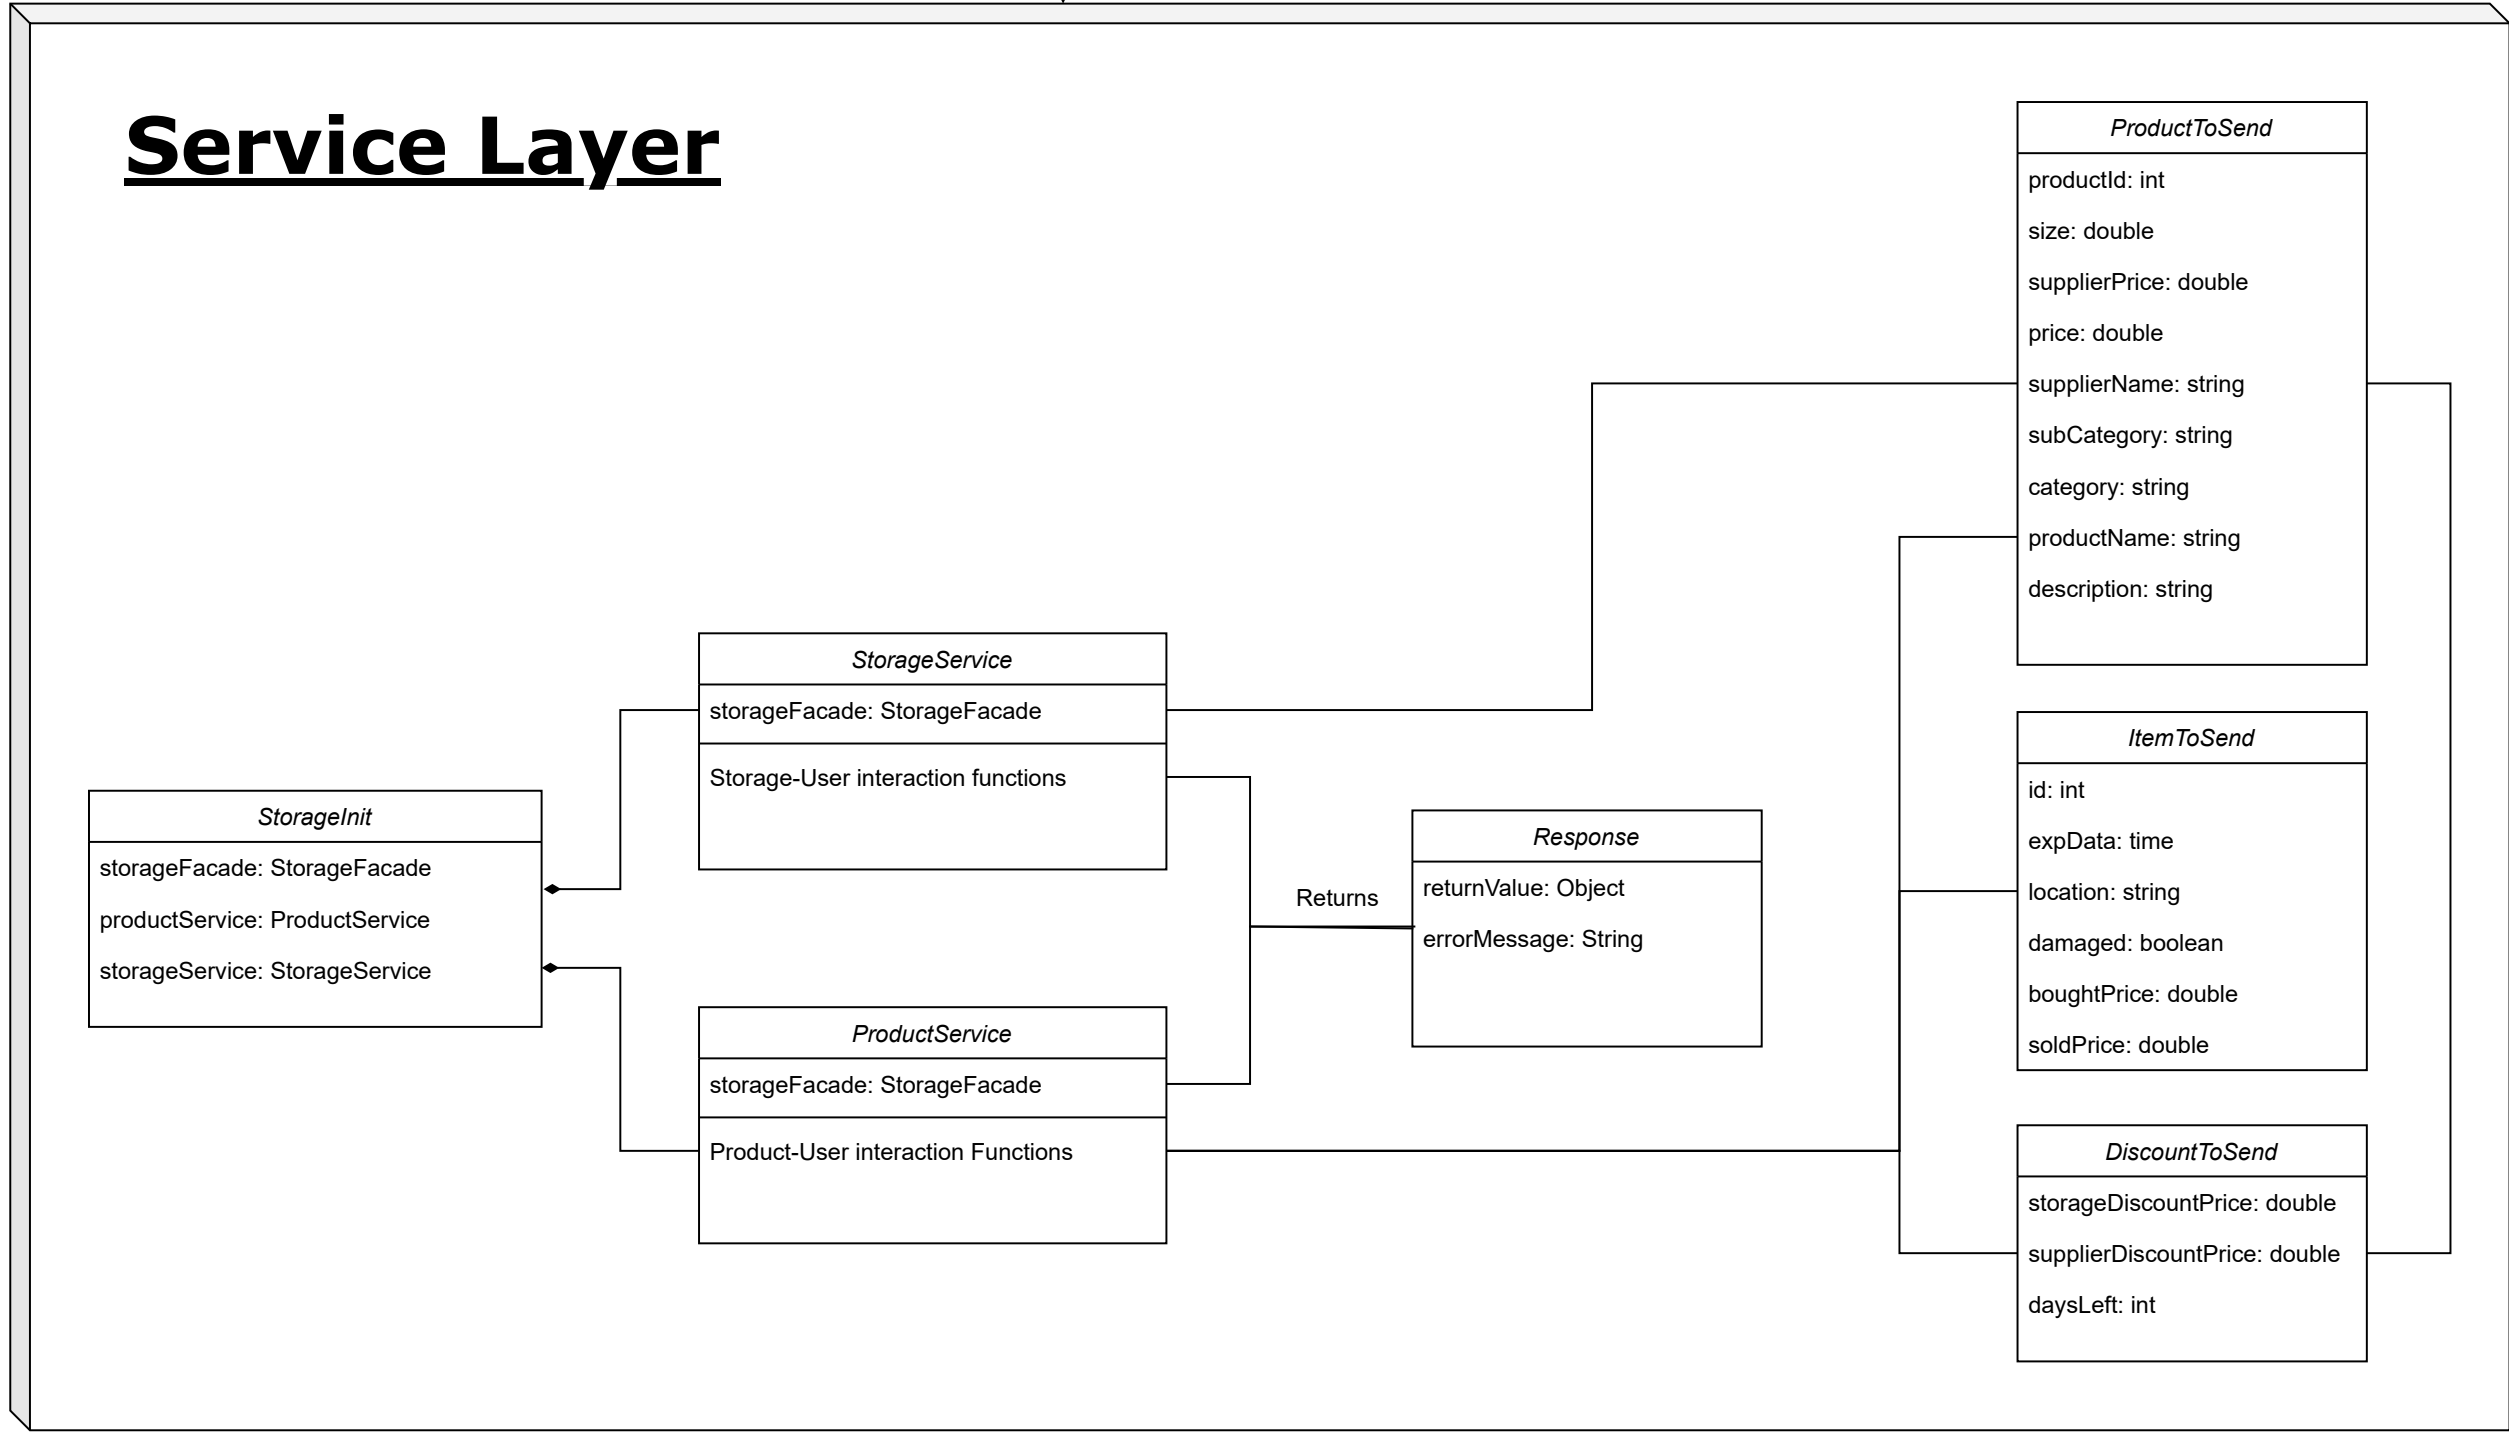 Service Layer
ProductToSend
productId: int
size: double
supplierPrice: double
price: double
supplierName: string
subCategory: string
category: string
productName: string
description: string
StorageService
storageFacade: StorageFacade
Storage-User interaction functions
StorageInit
storageFacade: StorageFacade
productService: ProductService
storageService: StorageService
Returns
Response
returnValue: Object
errorMessage: String
ItemToSend
id: int
expData: time
location: string
damaged: boolean
boughtPrice: double
soldPrice: double
ProductService
storageFacade: StorageFacade
Product-User interaction Functions
DiscountToSend
storageDiscountPrice: double
supplierDiscountPrice: double
daysLeft: int